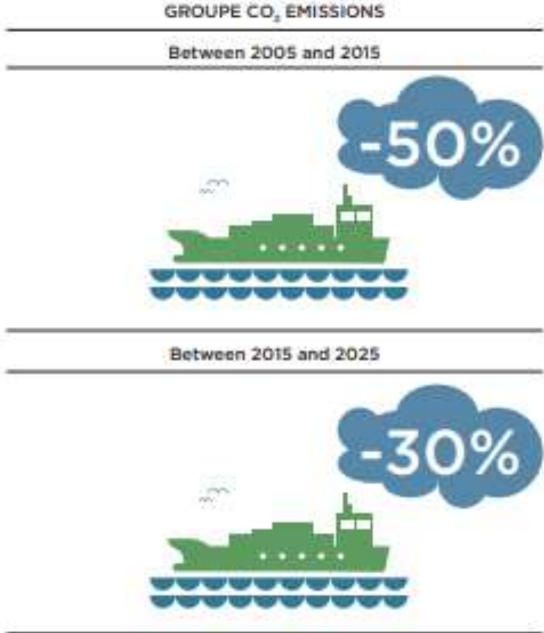 GROUPE CO₂ EMISSIONS
Between 2005 and 2015
-50%
Between 2015 and 2025
-30%